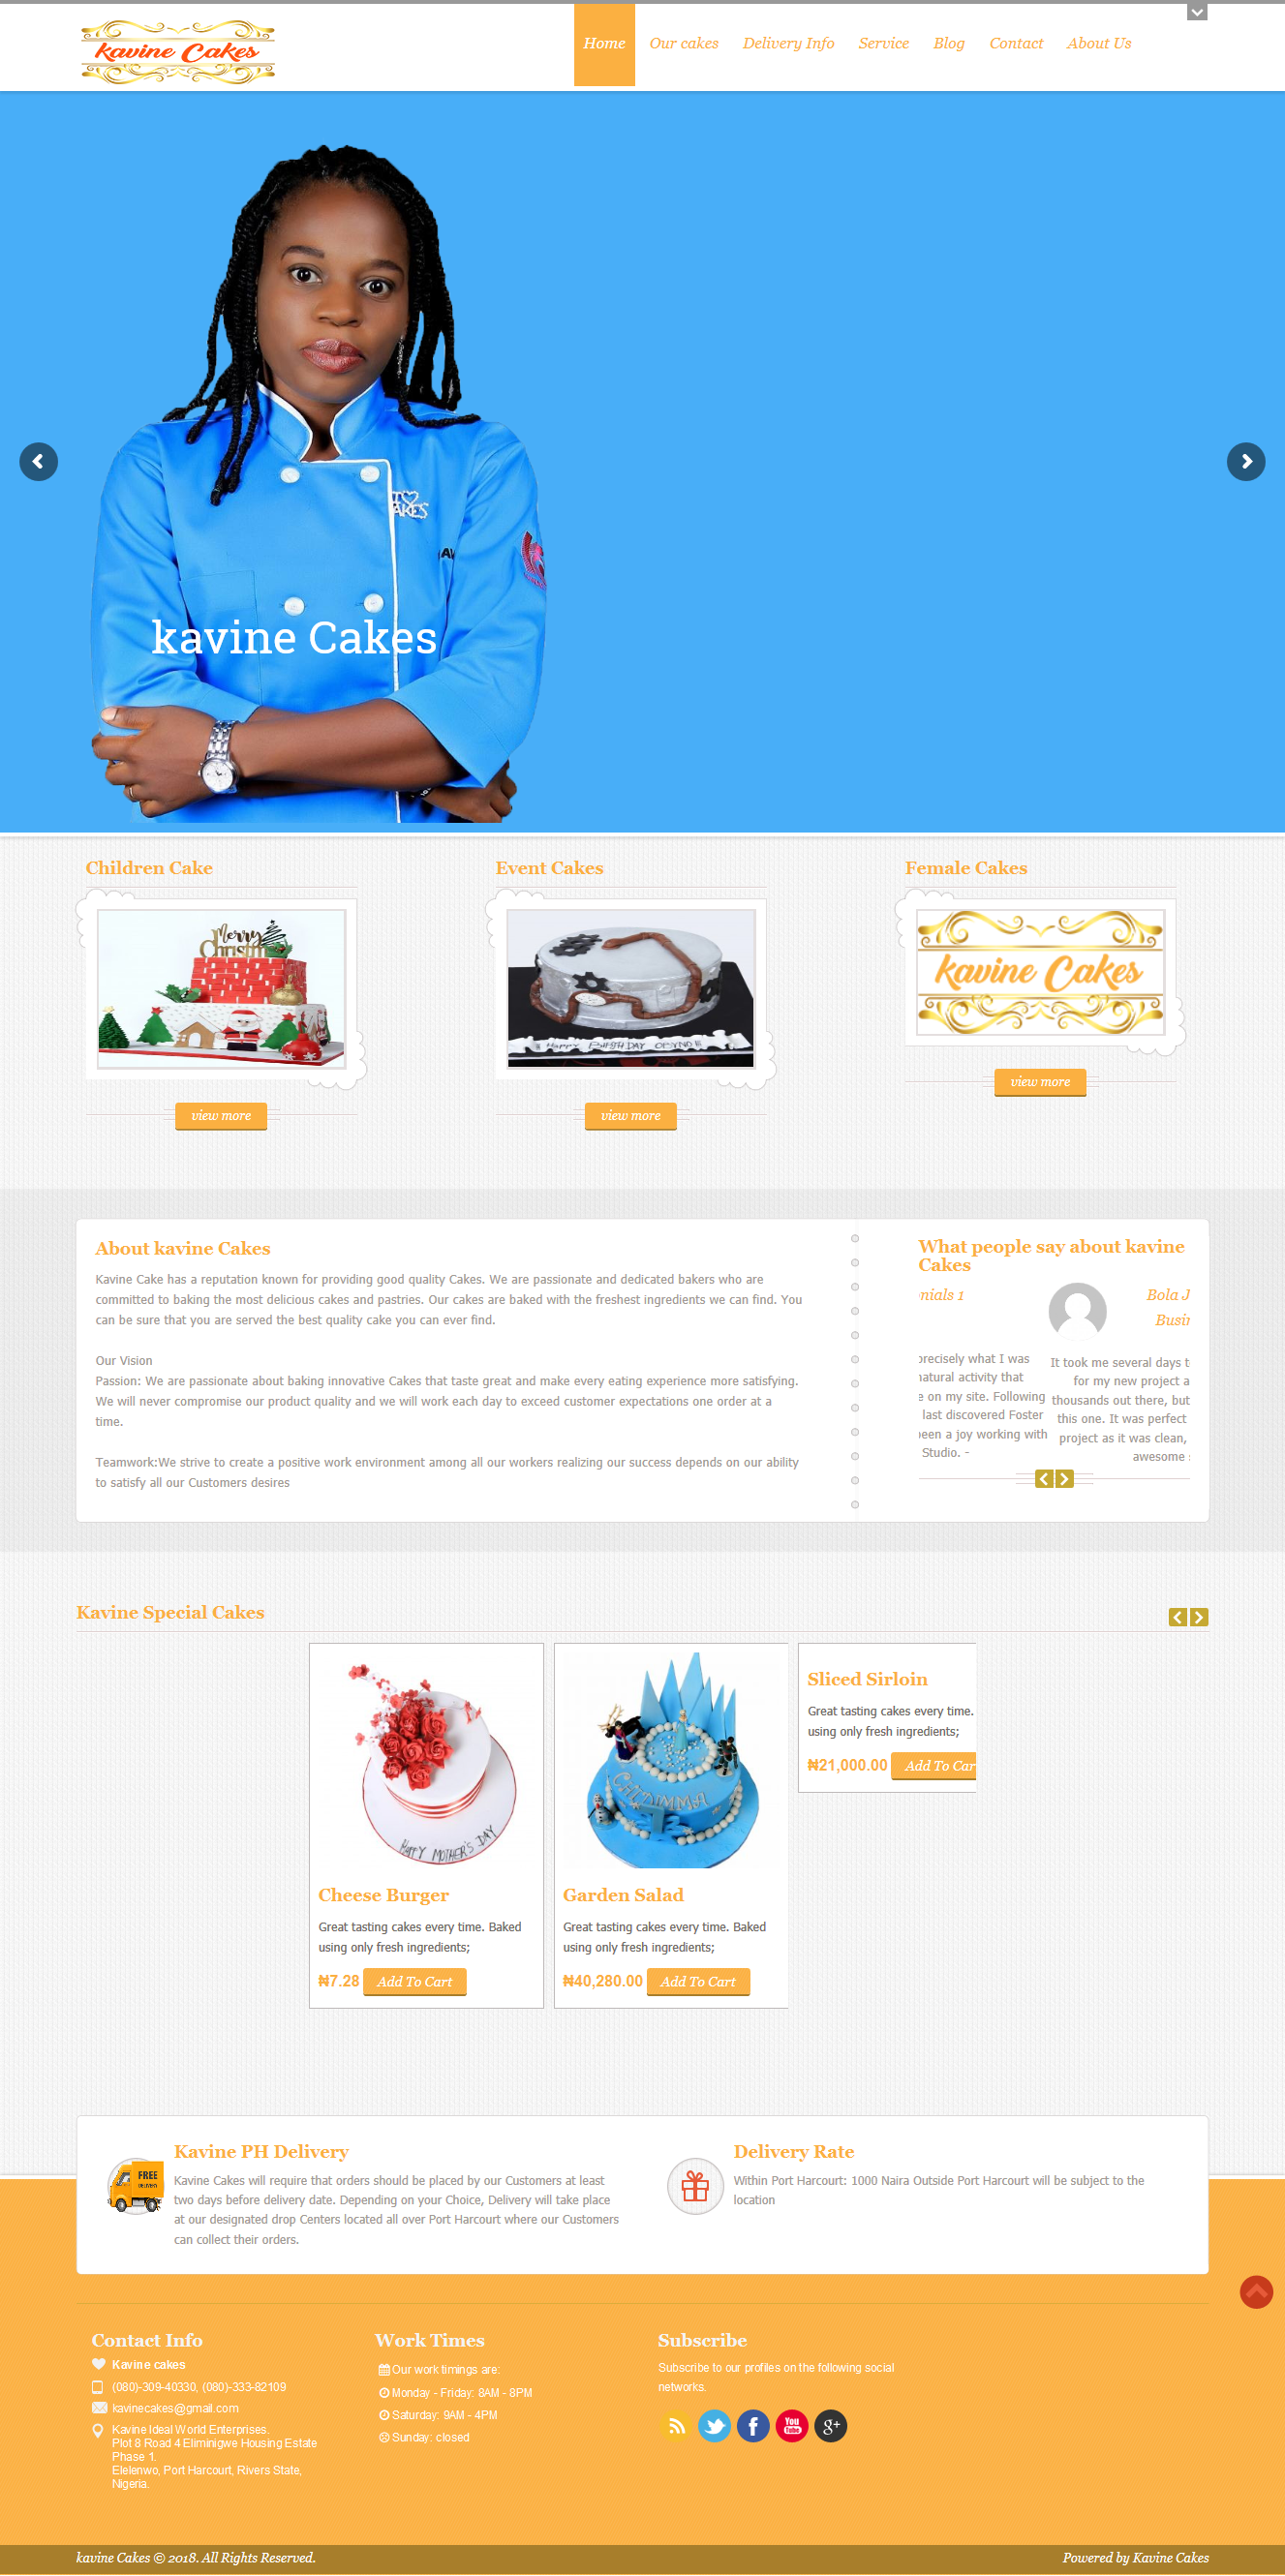 kavine Cakes
Home
Our cakes
Delivery Info
Service
Blog
Contact
About Us
kavine Cakes
Children Cake
Event Cakes
Female Cakes
Merry
Christm
kavine Cakes
view more
view more
view more
About kavine Cakes
Kavine Cake has a reputation known for providing good quality Cakes. We are passionate and dedicated bakers who are
committed to baking the most delicious cakes and pastries. Our cakes are baked with the freshest ingredients we can find. You
can be sure that you are served the best quality cake you can ever find.
Our Vision
Passion: We are passionate about baking innovative Cakes that taste great and make every eating experience more satisfying.
We will never compromise our product quality and we will work each day to exceed customer expectations one order at a
time.
Teamwork:We strive to create a positive work environment among all our workers realizing our success depends on our ability
to satisfy all our Customers desires
What people say about kavine
Cakes
nials 1
precisely what I was
natural activity that
e on my site. Following
last discovered Foster
been a joy working with
Studio. -
Bola J
Busin
It took me several days t
for my new project a
thousands out there, but
this one. It was perfect
project as it was clean,
awesome
Kavine Special Cakes
HAPPY MOTHER'S DAY
Cheese Burger
Great tasting cakes every time. Baked
using only fresh ingredients;
₦7.28 Add To Cart
CHIDINMA
Garden Salad
Great tasting cakes every time. Baked
using only fresh ingredients;
₦40,280.00 Add To Cart
Sliced Sirloin
Great tasting cakes every time.
using only fresh ingredients;
₦21,000.00 Add To Car
FREE
DELIVERY
Kavine PH Delivery
Kavine Cakes will require that orders should be placed by our Customers at least
two days before delivery date. Depending on your Choice, Delivery will take place
at our designated drop Centers located all over Port Harcourt where our Customers
can collect their orders.
Delivery Rate
Within Port Harcourt: 1000 Naira Outside Port Harcourt will be subject to the
location
Contact Info
Kavine cakes
(080)-309-40330, (080)-333-82109
kavinecakes@gmail.com
Kavine Ideal World Enterprises.
Plot 8 Road 4 Eliminigwe Housing Estate
Phase 1.
Elelenwo, Port Harcourt, Rivers State,
Nigeria.
Work Times
Our work timings are:
Monday - Friday: 8AM - 8PM
Saturday: 9AM - 4PM
Sunday: closed
Subscribe
Subscribe to our profiles on the following social
networks.
You
Tube
g+
kavine Cakes © 2018. All Rights Reserved.
Powered by Kavine Cakes